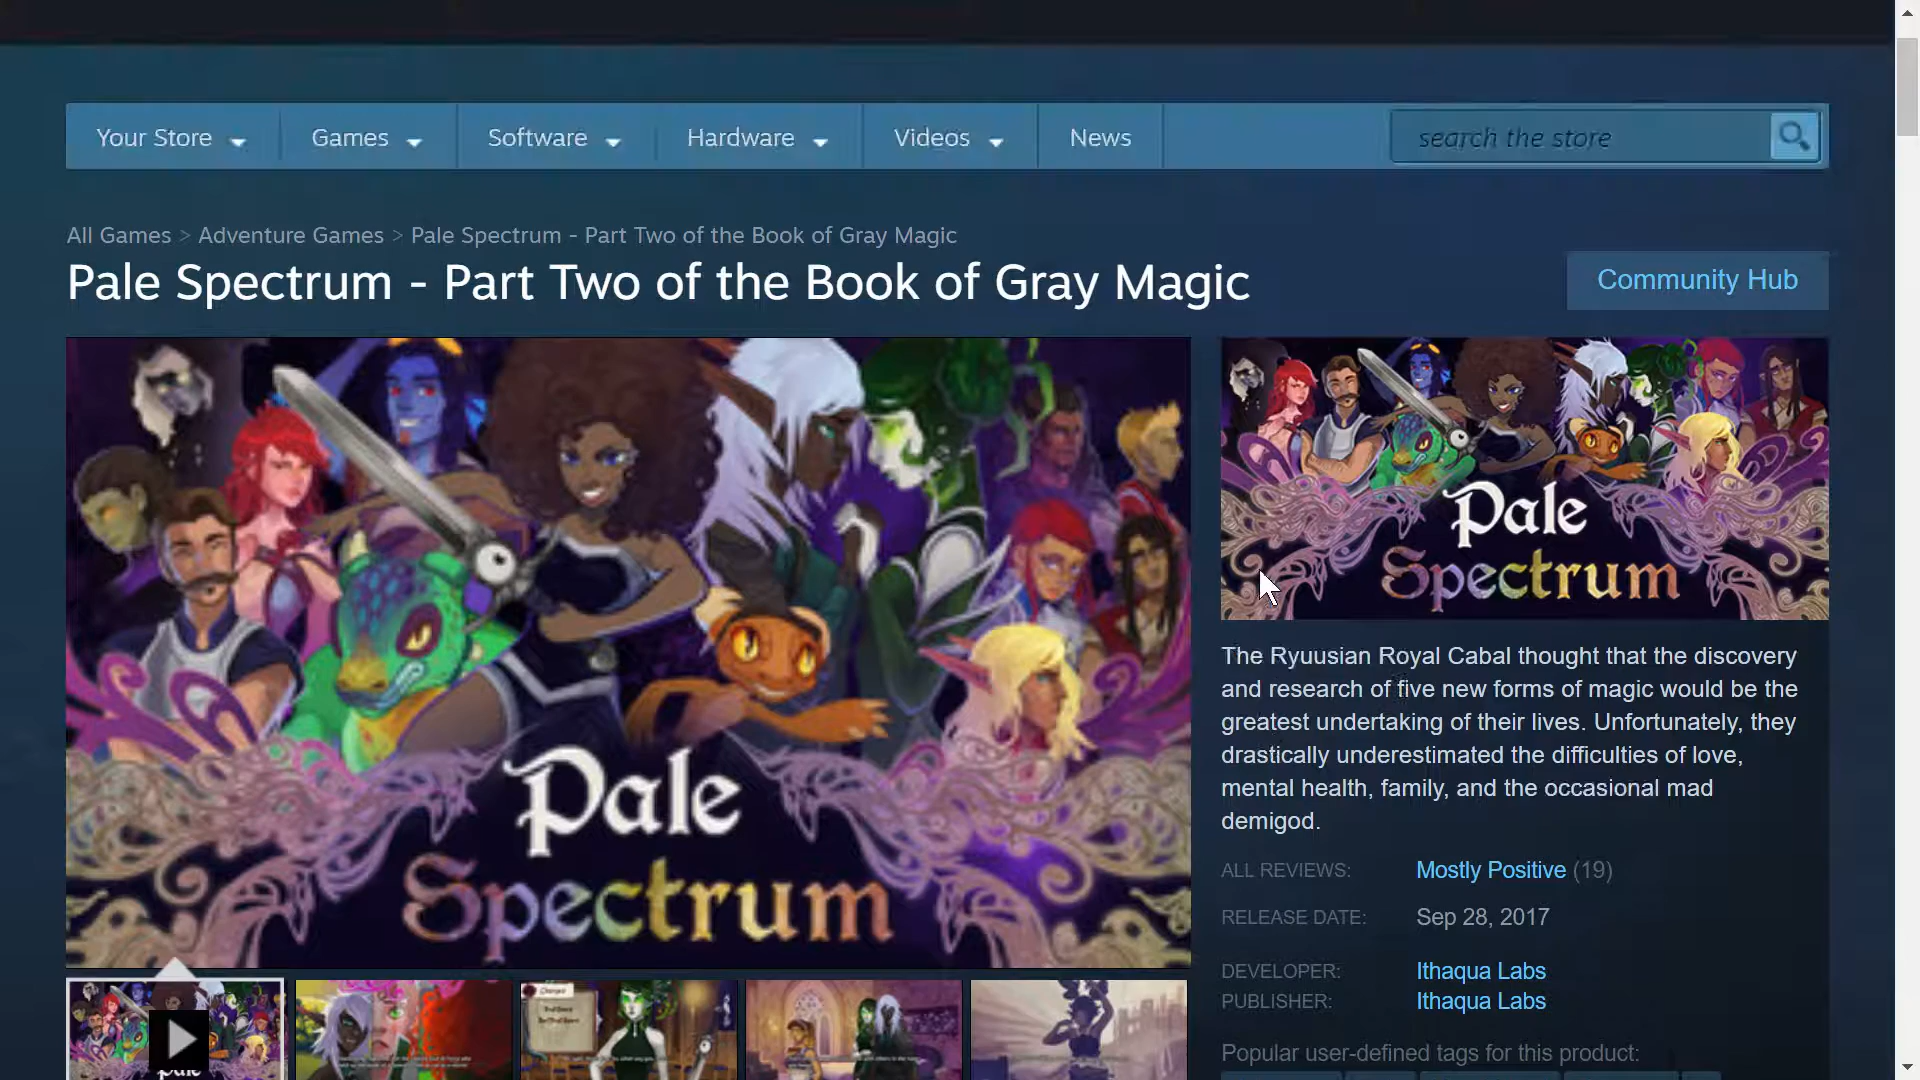 Your Store
Games
Software
Hardware
Videos
News
search the store
All Games > Adventure Games > Pale Spectrum - Part Two of the Book of Gray Magic
Pale Spectrum - Part Two of the Book of Gray Magic
Community Hub
Pale
Spectrum
Pale
Spectrum
The Ryuusian Royal Cabal thought that the discovery
and research of five new forms of magic would be the
greatest undertaking of their lives. Unfortunately, they
drastically underestimated the difficulties of love,
mental health, family, and the occasional mad
demigod.
ALL REVIEWS: Mostly Positive (19)
RELEASE DATE: Sep 28, 2017
DEVELOPER: Ithaqua Labs
PUBLISHER: Ithaqua Labs
Popular user-defined tags for this product: